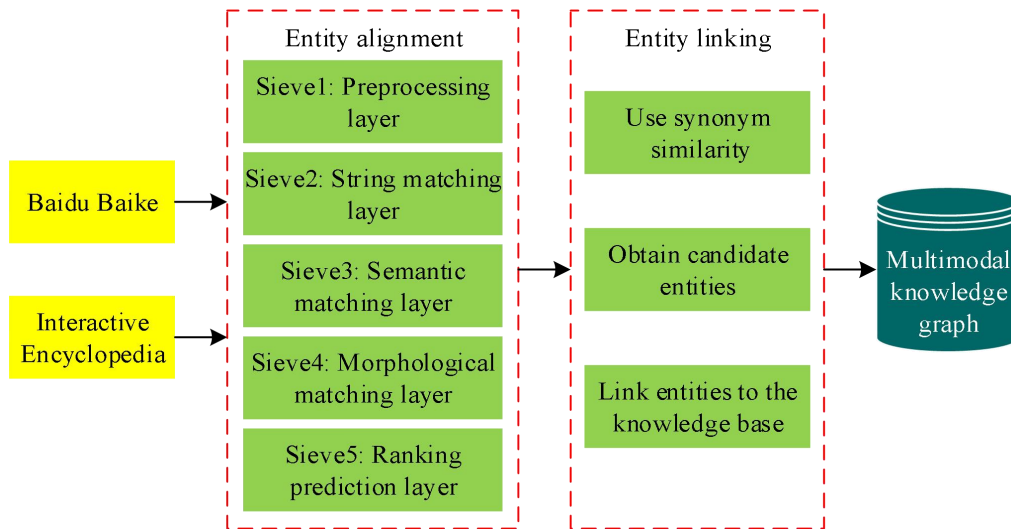 Baidu Baike
Interactive
Encyclopedia
Entity alignment
Sieve1: Preprocessing
layer
Sieve2: String matching
layer
Sieve3: Semantic
matching layer
Sieve4: Morphological
matching layer
Sieve5: Ranking
prediction layer
Entity linking
Use synonym
similarity
Obtain candidate
entities
Link entities to the
knowledge base
Multimodal
knowledge
graph